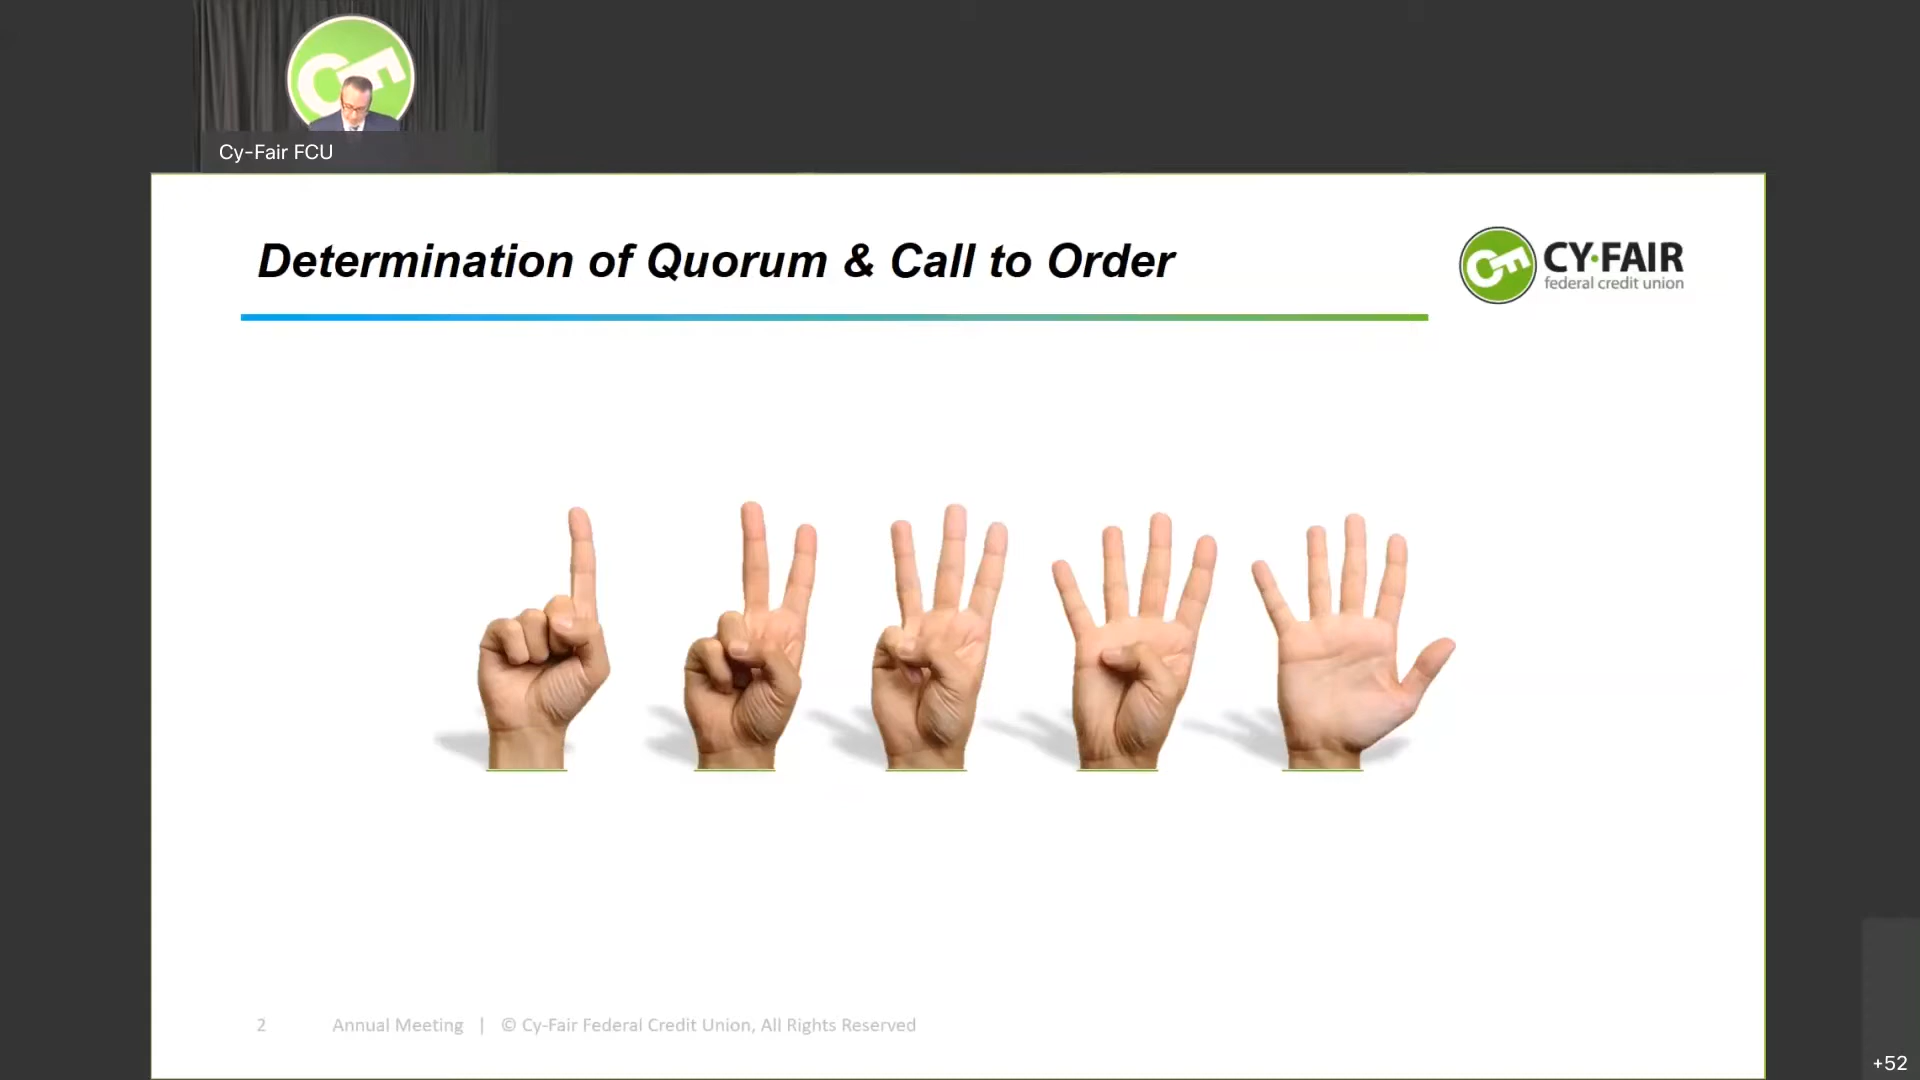 Cy-Fair FCU
Determination of Quorum & Call to Order
CY-FAIR
federal credit union
2 Annual Meeting | © Cy-Fair Federal Credit Union, All Rights Reserved
+52